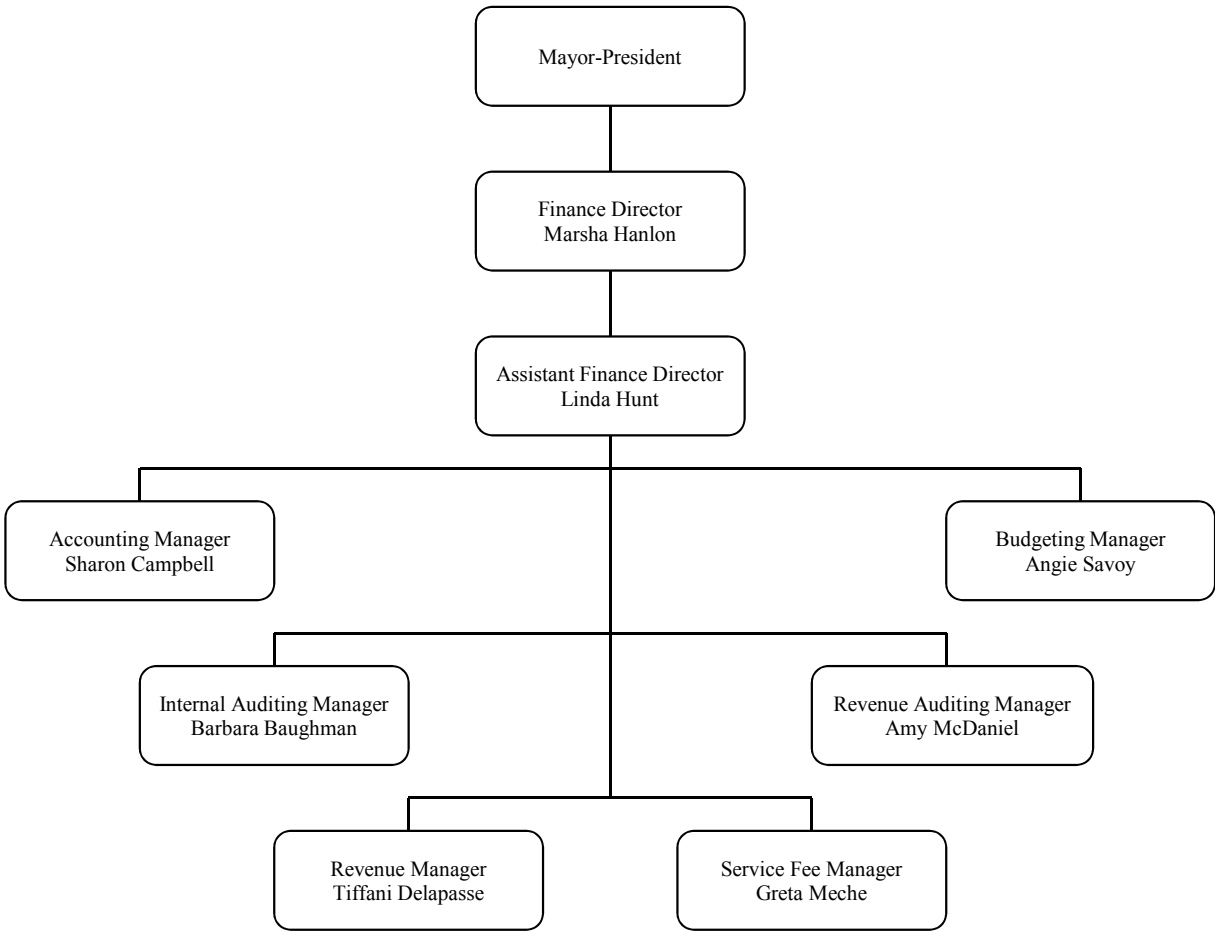 Mayor-President
Finance Director
Marsha Hanlon
Assistant Finance Director
Linda Hunt
Accounting Manager
Sharon Campbell
Budgeting Manager
Angie Savoy
Internal Auditing Manager
Barbara Baughman
Revenue Auditing Manager
Amy McDaniel
Revenue Manager
Tiffani Delapasse
Service Fee Manager
Greta Meche